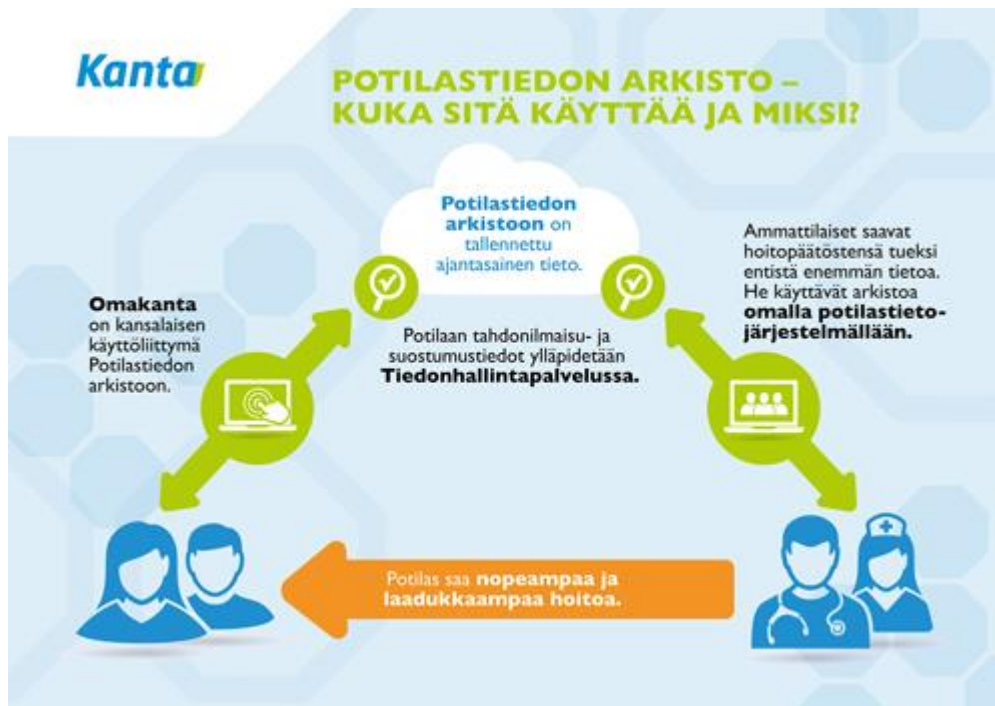 Kanta
POTILASTIEDON ARKISTO –
KUKA SITÄ KÄYTTÄÄ JA MIKSI?
Potilastiedon
arkistoon on
tallennettu
ajantasainen tieto.
Omakanta
on kansalaisen
käyttöliittymä
Potilastiedon
arkistoon.
Potilaan tahdonilmaisu- ja
suostumustiedot ylläpidetään
Tiedonhallintapalvelussa.
Ammattilaiset saavat
hoitopäätöstensä tueksi
entistä enemmän tietoa.
He käyttävät arkistoa
omalla potilastieto-
järjestelmällään.
Potilas saa nopeampaa ja
laadukkaampaa hoitoa.